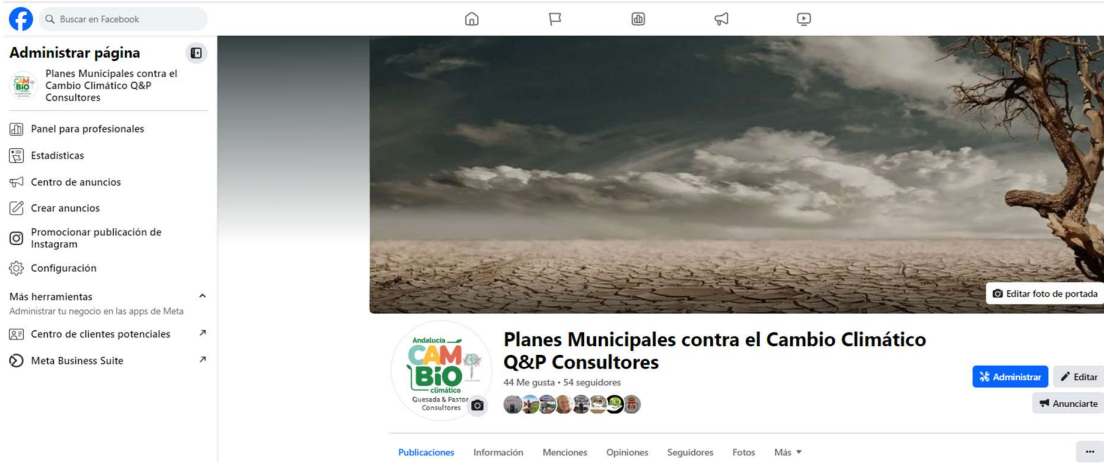 Buscar en Facebook
Administrar página
Planes Municipales contra el
Cambio Climático Q&P
Consultores
Panel para profesionales
Estadísticas
Centro de anuncios
Crear anuncios
Promocionar publicación de
Instagram
Configuración
Más herramientas
Administrar tu negocio en las apps de Meta
Centro de clientes potenciales
Meta Business Suite
Editar foto de portada
Andalucía
CAM
BiO
climático
Quesada & Pastor
Consultores
Planes Municipales contra el Cambio Climático
Q&P Consultores
44 Me gusta • 54 seguidores
Administrar
Editar
Anunciarte
Publicaciones Información Menciones Opiniones Seguidores Fotos Más